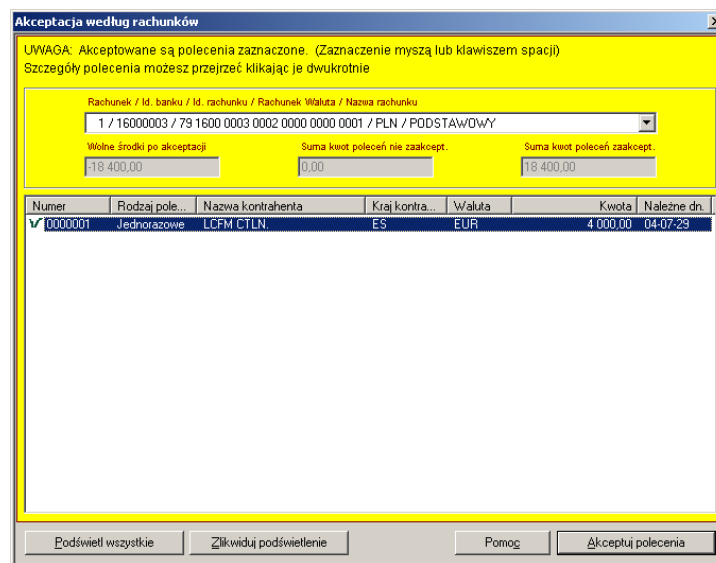 Akceptacja według rachunków
UWAGA: Akceptowane są polecenia zaznaczone. (Zaznaczenie myszą lub klawiszem spacji)
Szczegóły polecenia możesz przejrzeć klikając je dwukrotnie
Rachunek / Id. banku / Id. rachunku / Rachunek Waluta / Nazwa rachunku
1 / 16000003 / 79 1600 0003 0002 0000 0000 0001 / PLN / PODSTAWOWY
Wolne środki po akceptacji Suma kwot poleceń nie zaakcept. Suma kwot poleceń zaakcept.
-18 400,00 0,00 18 400,00
Numer Rodzaj pole... Nazwa kontrahenta Kraj kontra... Waluta Kwota Należne dn.
0000001 Jednorazowe LCFM CTLN. ES EUR 4 000,00 04-07-29
Podświetl wszystkie Zlikwiduj podświetlenie Pomoc Akceptuj polecenia